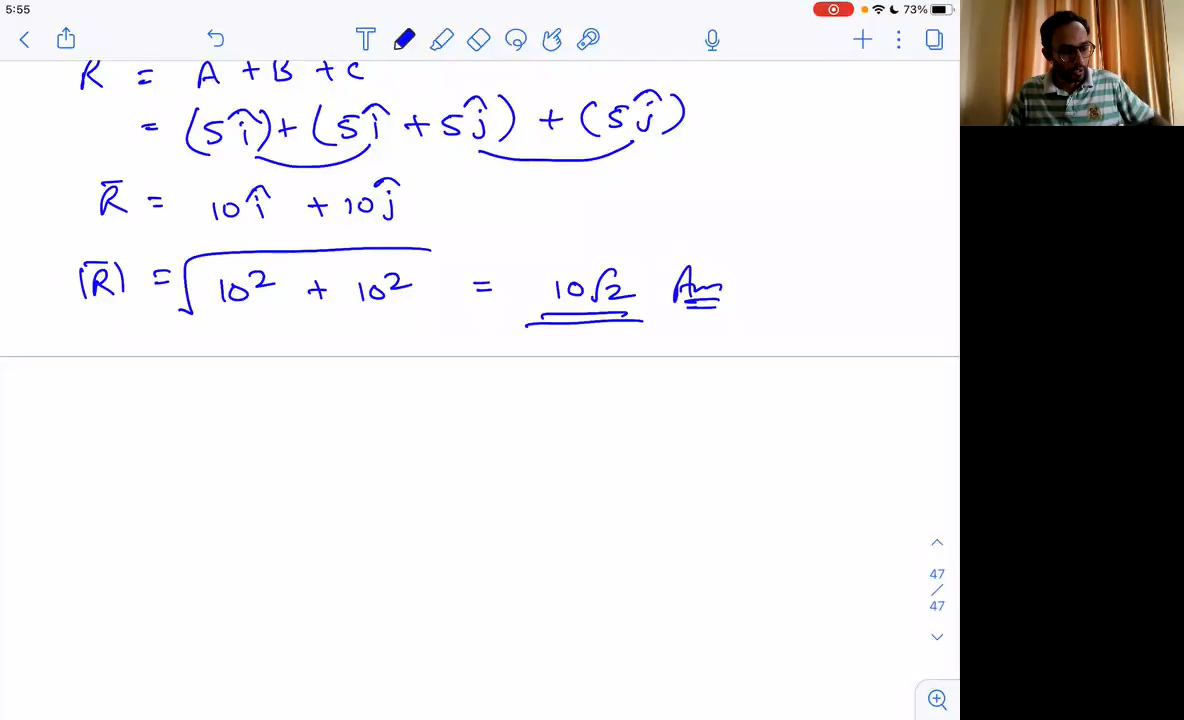 5:55
73%
T
R = A + B + C
= (5î) + (5î + 5ĵ) + (5ĵ)
R̄ = 10î + 10ĵ
|R̄| = √(10² + 10²) = 10√2 Ans
47
/
47